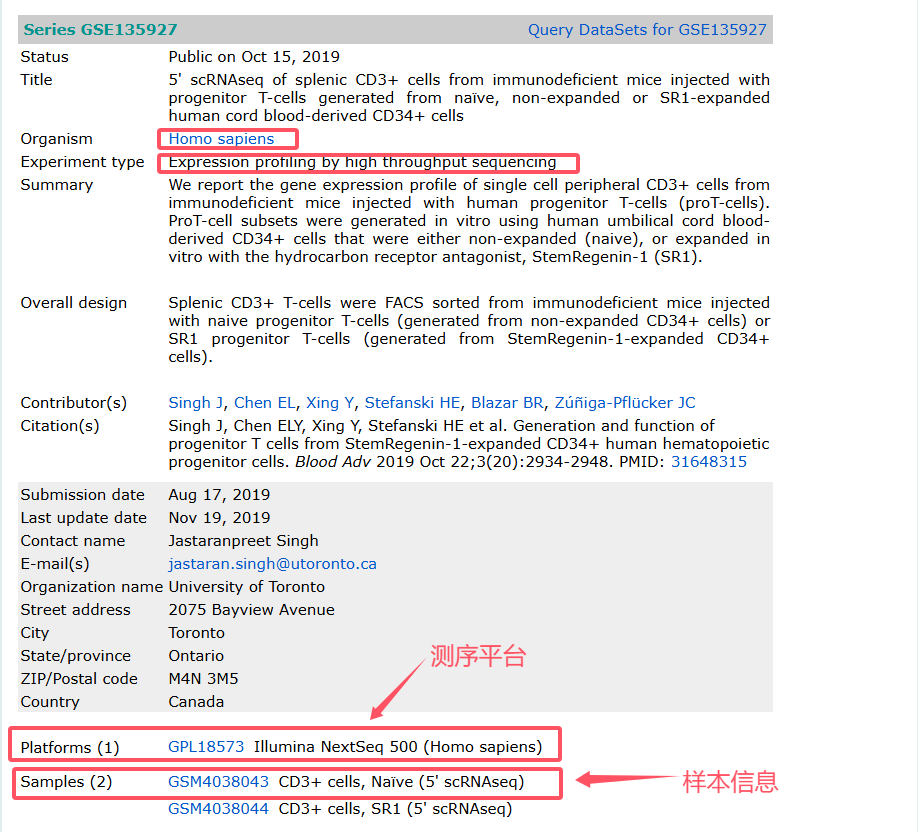 Series GSE135927 Query DataSets for GSE135927
Status Public on Oct 15, 2019
Title 5' scRNAseq of splenic CD3+ cells from immunodeficient mice injected with
progenitor T-cells generated from naïve, non-expanded or SR1-expanded
human cord blood-derived CD34+ cells
Organism Homo sapiens
Experiment type Expression profiling by high throughput sequencing
Summary We report the gene expression profile of single cell peripheral CD3+ cells from
immunodeficient mice injected with human progenitor T-cells (proT-cells).
ProT-cell subsets were generated in vitro using human umbilical cord blood-
derived CD34+ cells that were either non-expanded (naive), or expanded in
vitro with the hydrocarbon receptor antagonist, StemRegenin-1 (SR1).
Overall design Splenic CD3+ T-cells were FACS sorted from immunodeficient mice injected
with naive progenitor T-cells (generated from non-expanded CD34+ cells) or
SR1 progenitor T-cells (generated from StemRegenin-1-expanded CD34+
cells).
Contributor(s) Singh J, Chen EL, Xing Y, Stefanski HE, Blazar BR, Zúñiga-Pflücker JC
Citation(s) Singh J, Chen ELY, Xing Y, Stefanski HE et al. Generation and function of
progenitor T cells from StemRegenin-1-expanded CD34+ human hematopoietic
progenitor cells. Blood Adv 2019 Oct 22;3(20):2934-2948. PMID: 31648315
Submission date Aug 17, 2019
Last update date Nov 19, 2019
Contact name Jastaranpreet Singh
E-mail(s) jastaran.singh@utoronto.ca
Organization name University of Toronto
Street address 2075 Bayview Avenue
City Toronto
State/province Ontario
ZIP/Postal code M4N 3M5
Country Canada
测序平台
Platforms (1) GPL18573 Illumina NextSeq 500 (Homo sapiens)
Samples (2) GSM4038043 CD3+ cells, Naïve (5' scRNAseq)
样本信息
GSM4038044 CD3+ cells, SR1 (5' scRNAseq)